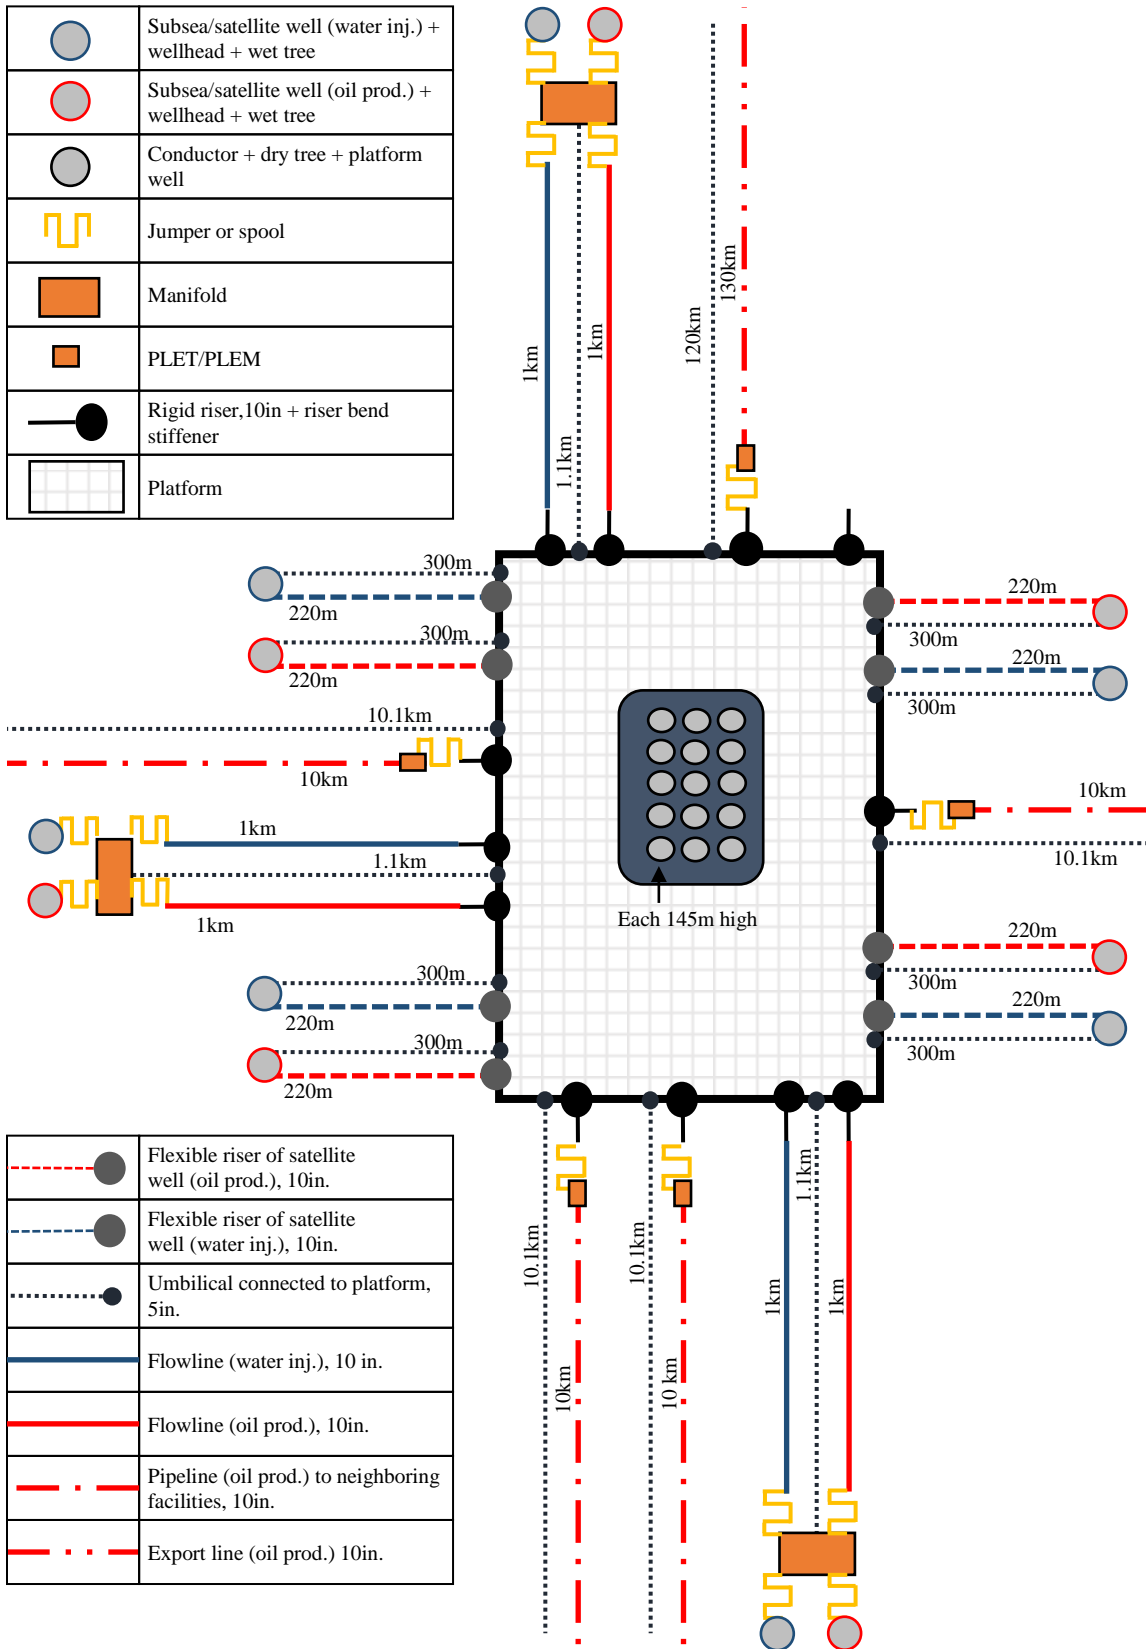 Subsea/satellite well (water inj.) +
wellhead + wet tree
Subsea/satellite well (oil prod.) +
wellhead + wet tree
Conductor + dry tree + platform
well
Jumper or spool
Manifold
PLET/PLEM
Rigid riser,10in + riser bend
stiffener
Platform
1km
1.1km
1km
120km
130km
300m
220m
300m
220m
10.1km
10km
1km
1.1km
1km
300m
220m
300m
220m
220m
300m
220m
300m
10km
10.1km
220m
300m
220m
300m
Each 145m high
10.1km
10km
10.1km
10 km
1km
1.1km
1km
Flexible riser of satellite
well (oil prod.), 10in.
Flexible riser of satellite
well (water inj.), 10in.
Umbilical connected to platform,
5in.
Flowline (water inj.), 10 in.
Flowline (oil prod.), 10in.
Pipeline (oil prod.) to neighboring
facilities, 10in.
Export line (oil prod.) 10in.